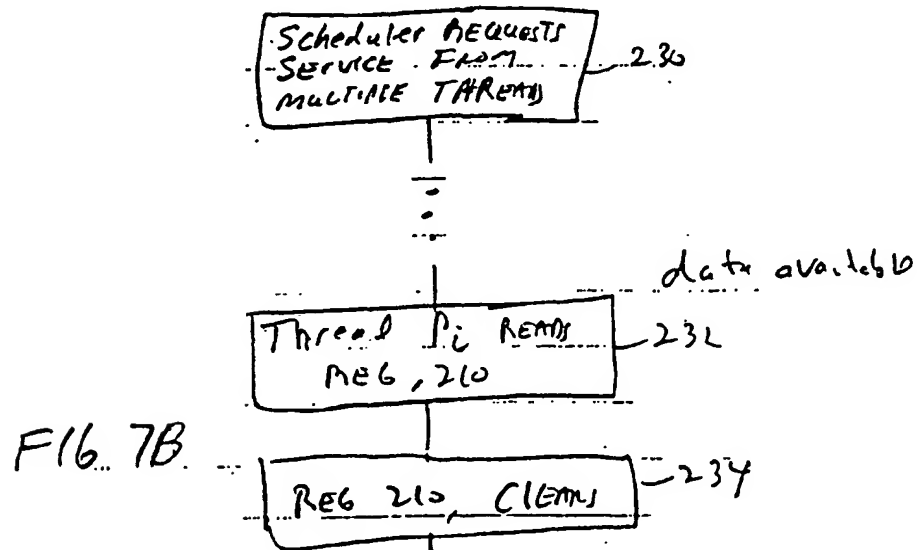 Scheduler REQUESTS
SERVICE FROM
MULTIPLE THREADS
230
data available
Thread Pi READS
REG, 210
232
FIG. 7B
REG 210, CLEARS
234